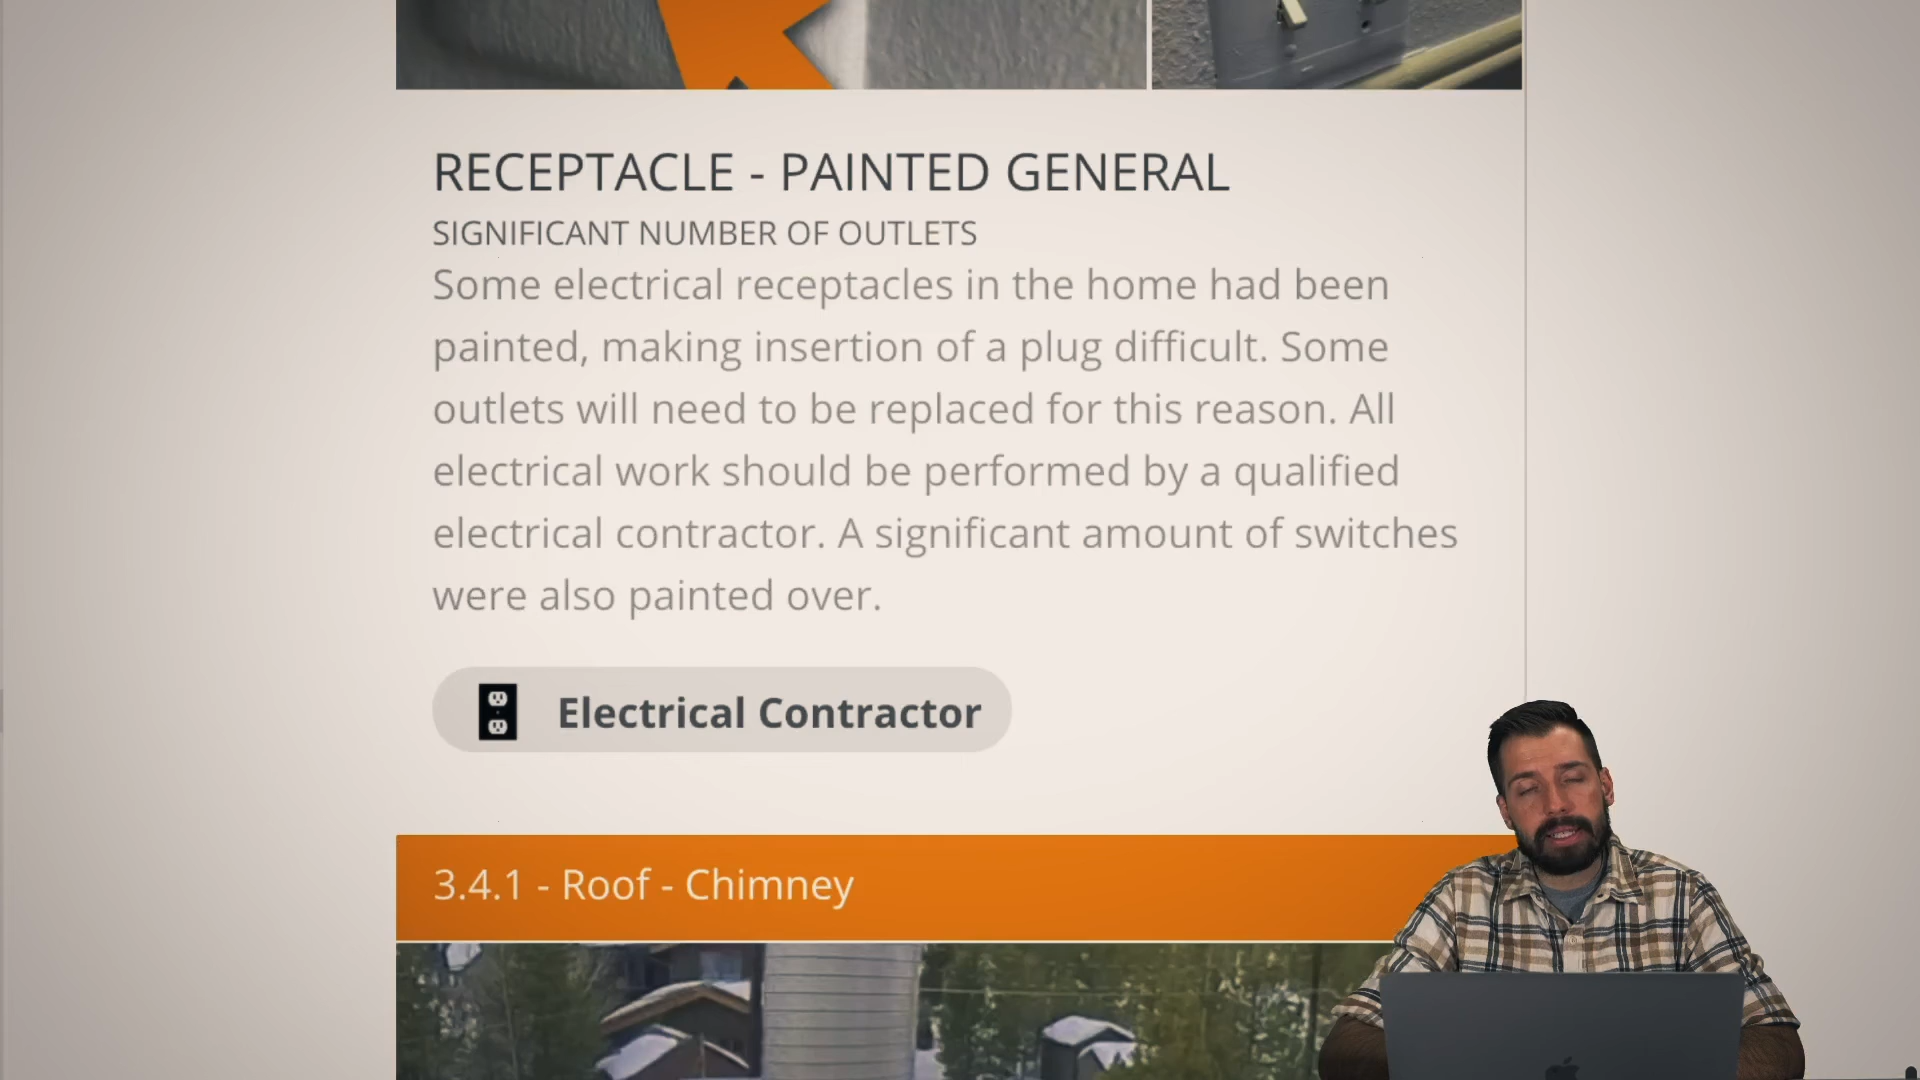 RECEPTACLE - PAINTED GENERAL
SIGNIFICANT NUMBER OF OUTLETS
Some electrical receptacles in the home had been
painted, making insertion of a plug difficult. Some
outlets will need to be replaced for this reason. All
electrical work should be performed by a qualified
electrical contractor. A significant amount of switches
were also painted over.
Electrical Contractor
3.4.1 - Roof - Chimney